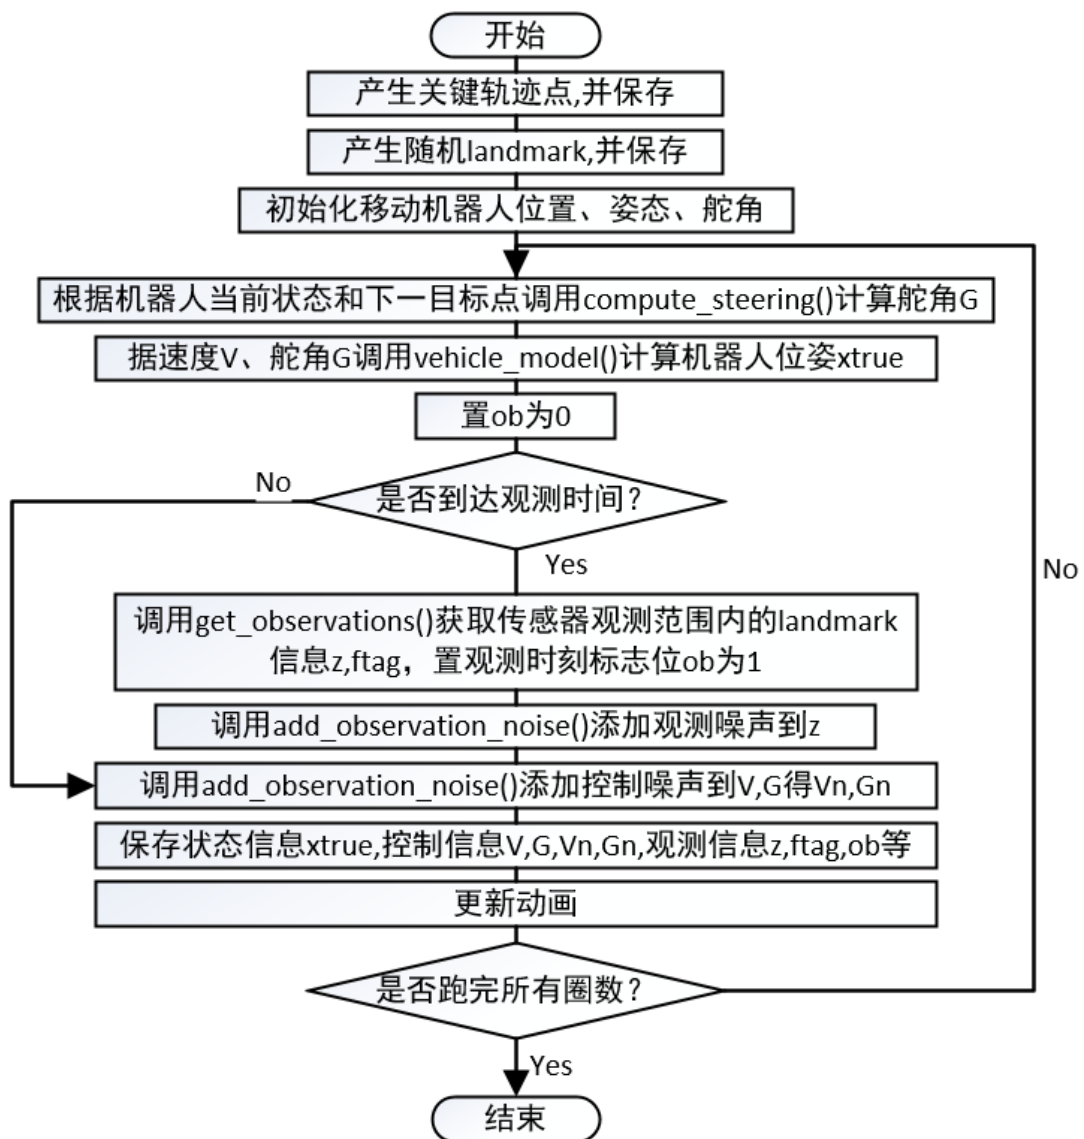 开始
产生关键轨迹点,并保存
产生随机landmark,并保存
初始化移动机器人位置、姿态、舵角
根据机器人当前状态和下一目标点调用compute_steering()计算舵角G
据速度V、舵角G调用vehicle_model()计算机器人位姿xtrue
置ob为0
No
是否到达观测时间？
Yes
No
调用get_observations()获取传感器观测范围内的landmark
信息z,ftag，置观测时刻标志位ob为1
调用add_observation_noise()添加观测噪声到z
调用add_observation_noise()添加控制噪声到V,G得Vn,Gn
保存状态信息xtrue,控制信息V,G,Vn,Gn,观测信息z,ftag,ob等
更新动画
是否跑完所有圈数？
Yes
结束